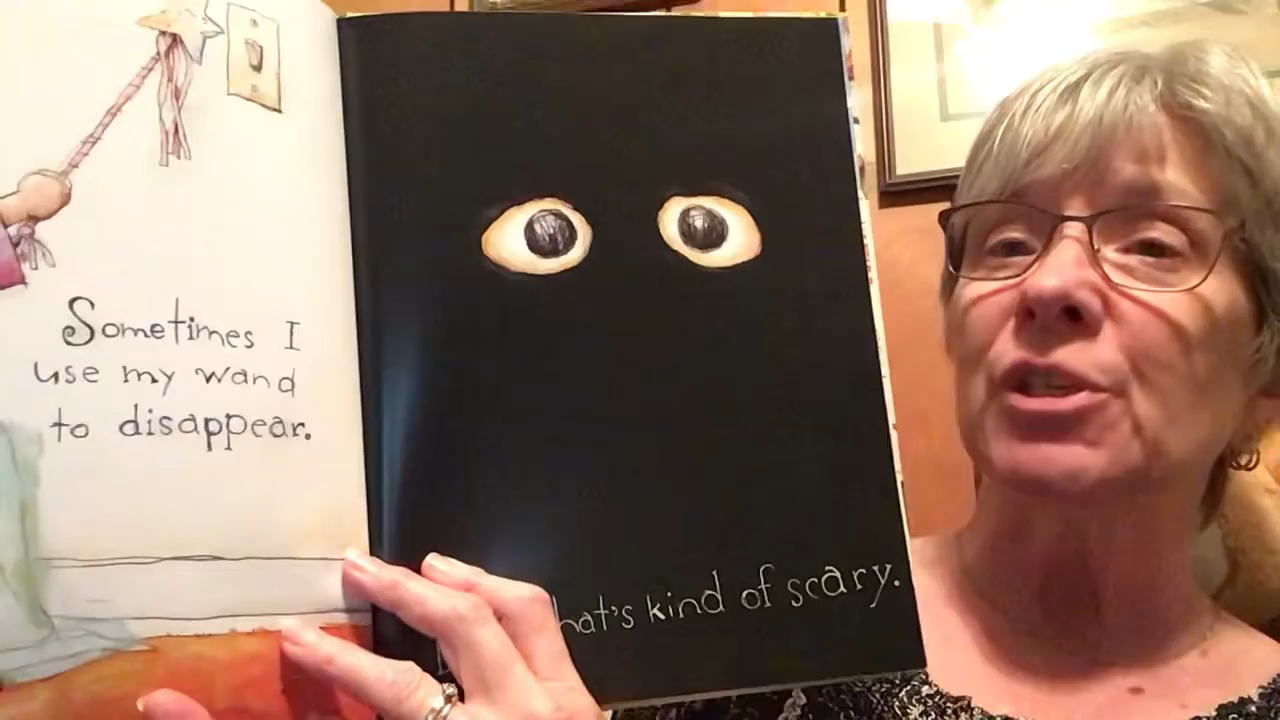 Sometimes I
use my wand
to disappear.
hat's kind of scary.